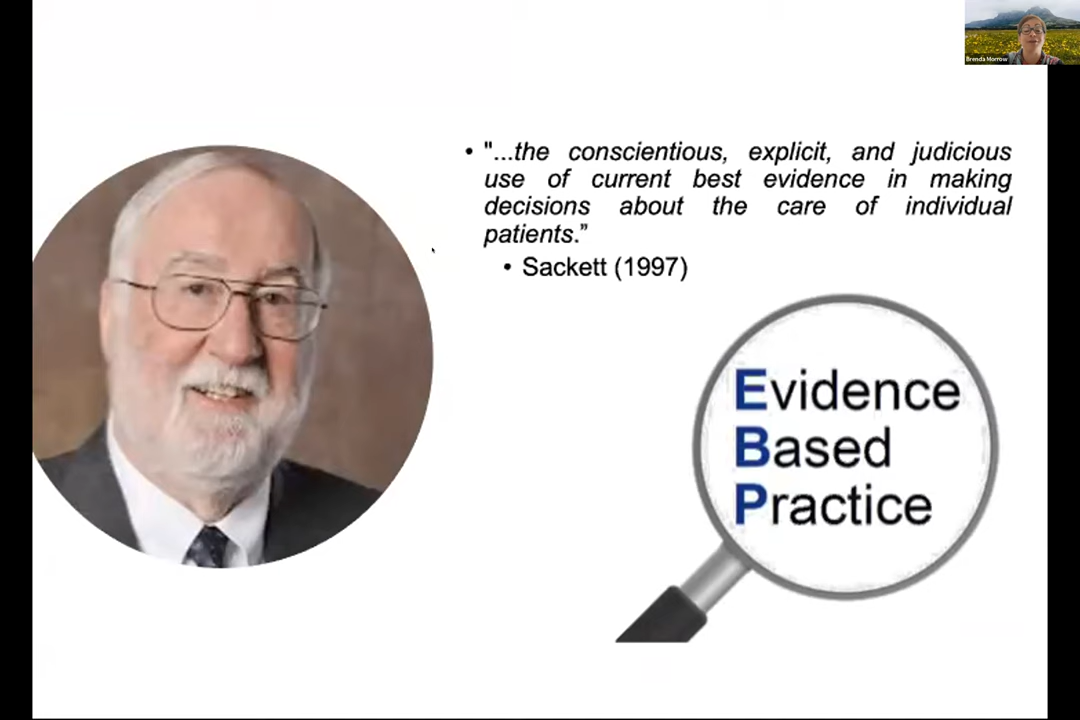 Brenda Morrow
• "...the conscientious, explicit, and judicious
use of current best evidence in making
decisions about the care of individual
patients.”
• Sackett (1997)
Evidence
Based
Practice